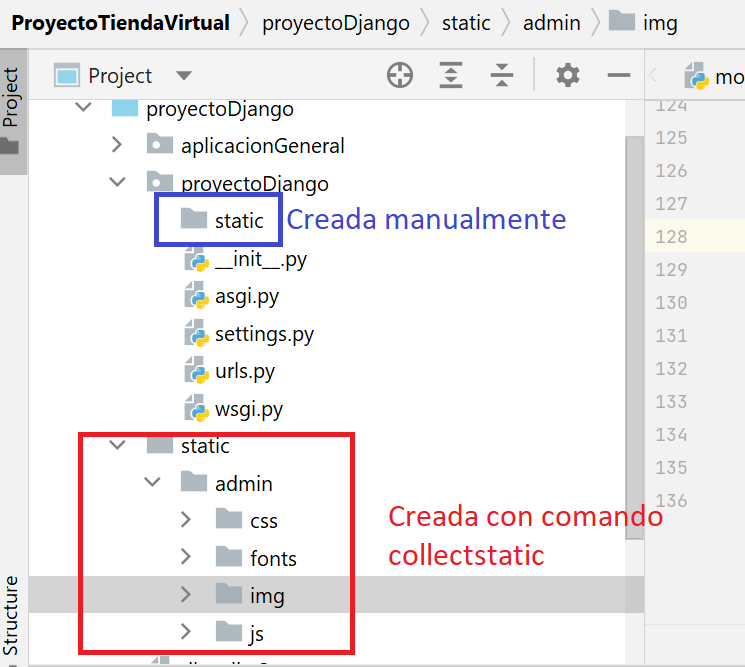 ProyectoTiendaVirtual proyectoDjango static admin img
Project
Project
mo
proyectoDjango
124
aplicacionGeneral
125
126
proyectoDjango
127
static
Creada manualmente
128
__init__.py
129
asgi.py
130
settings.py
131
urls.py
132
wsgi.py
133
static
134
admin
135
css
Creada con comando
136
fonts
collectstatic
img
js
Structure